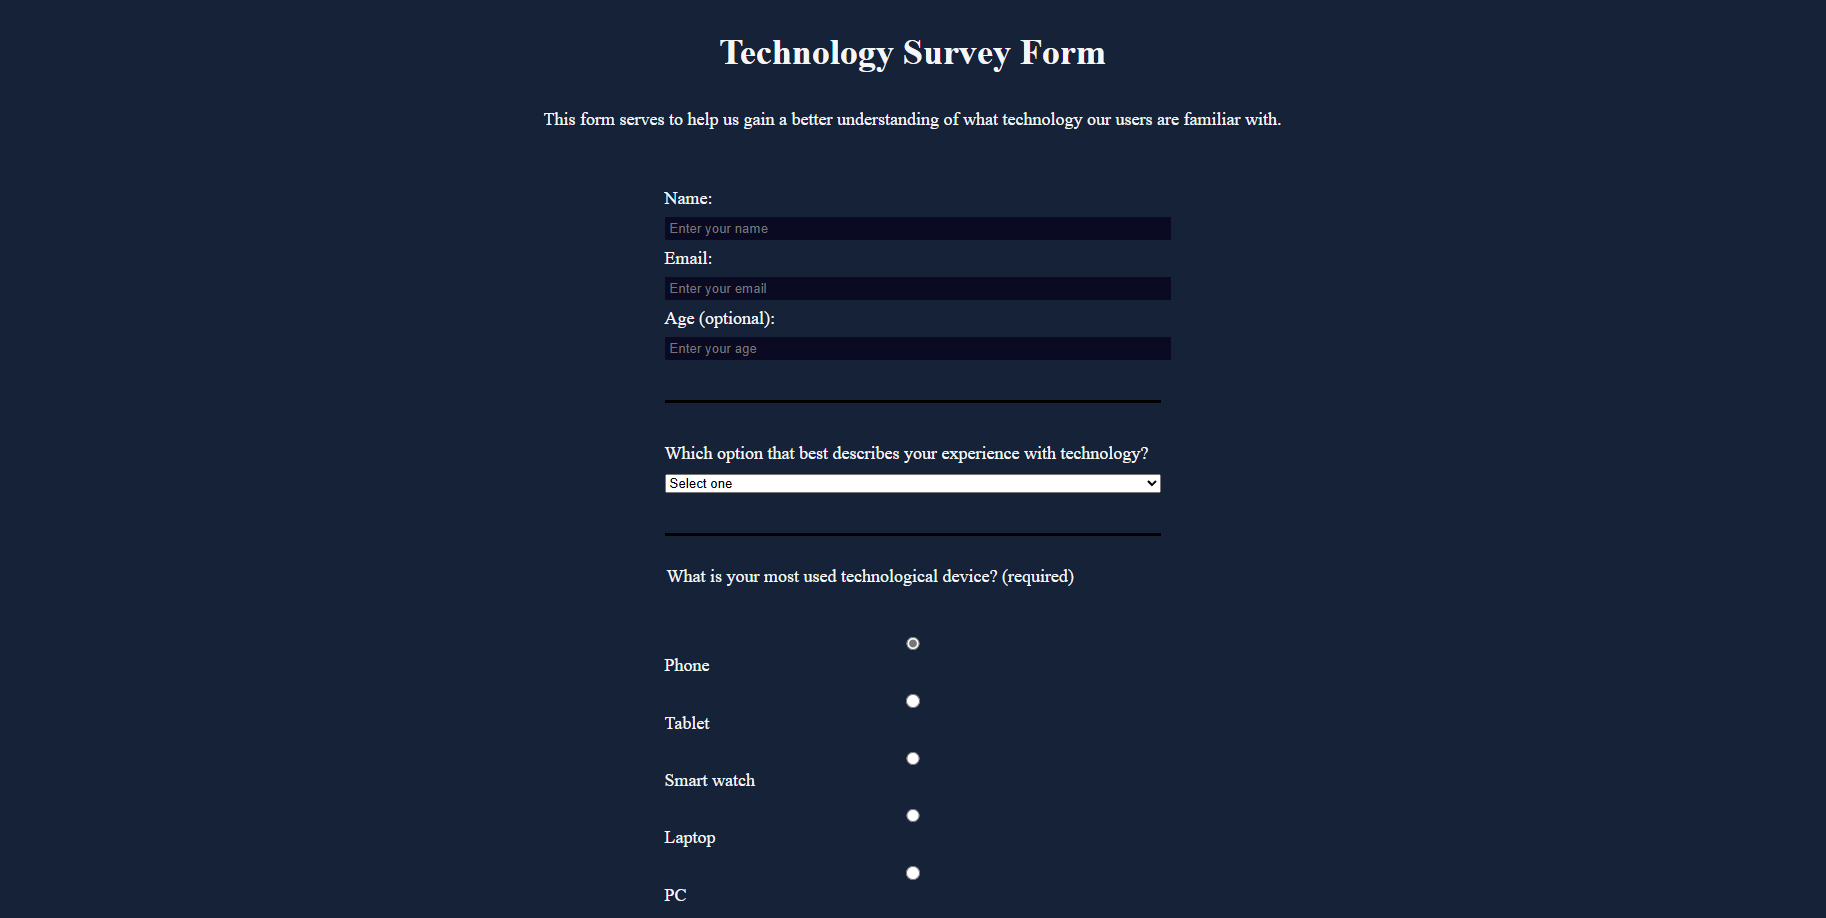 Technology Survey Form
This form serves to help us gain a better understanding of what technology our users are familiar with.
Name:
Enter your name
Email:
Enter your email
Age (optional):
Enter your age
Which option that best describes your experience with technology?
Select one
What is your most used technological device? (required)
Phone
Tablet
Smart watch
Laptop
PC